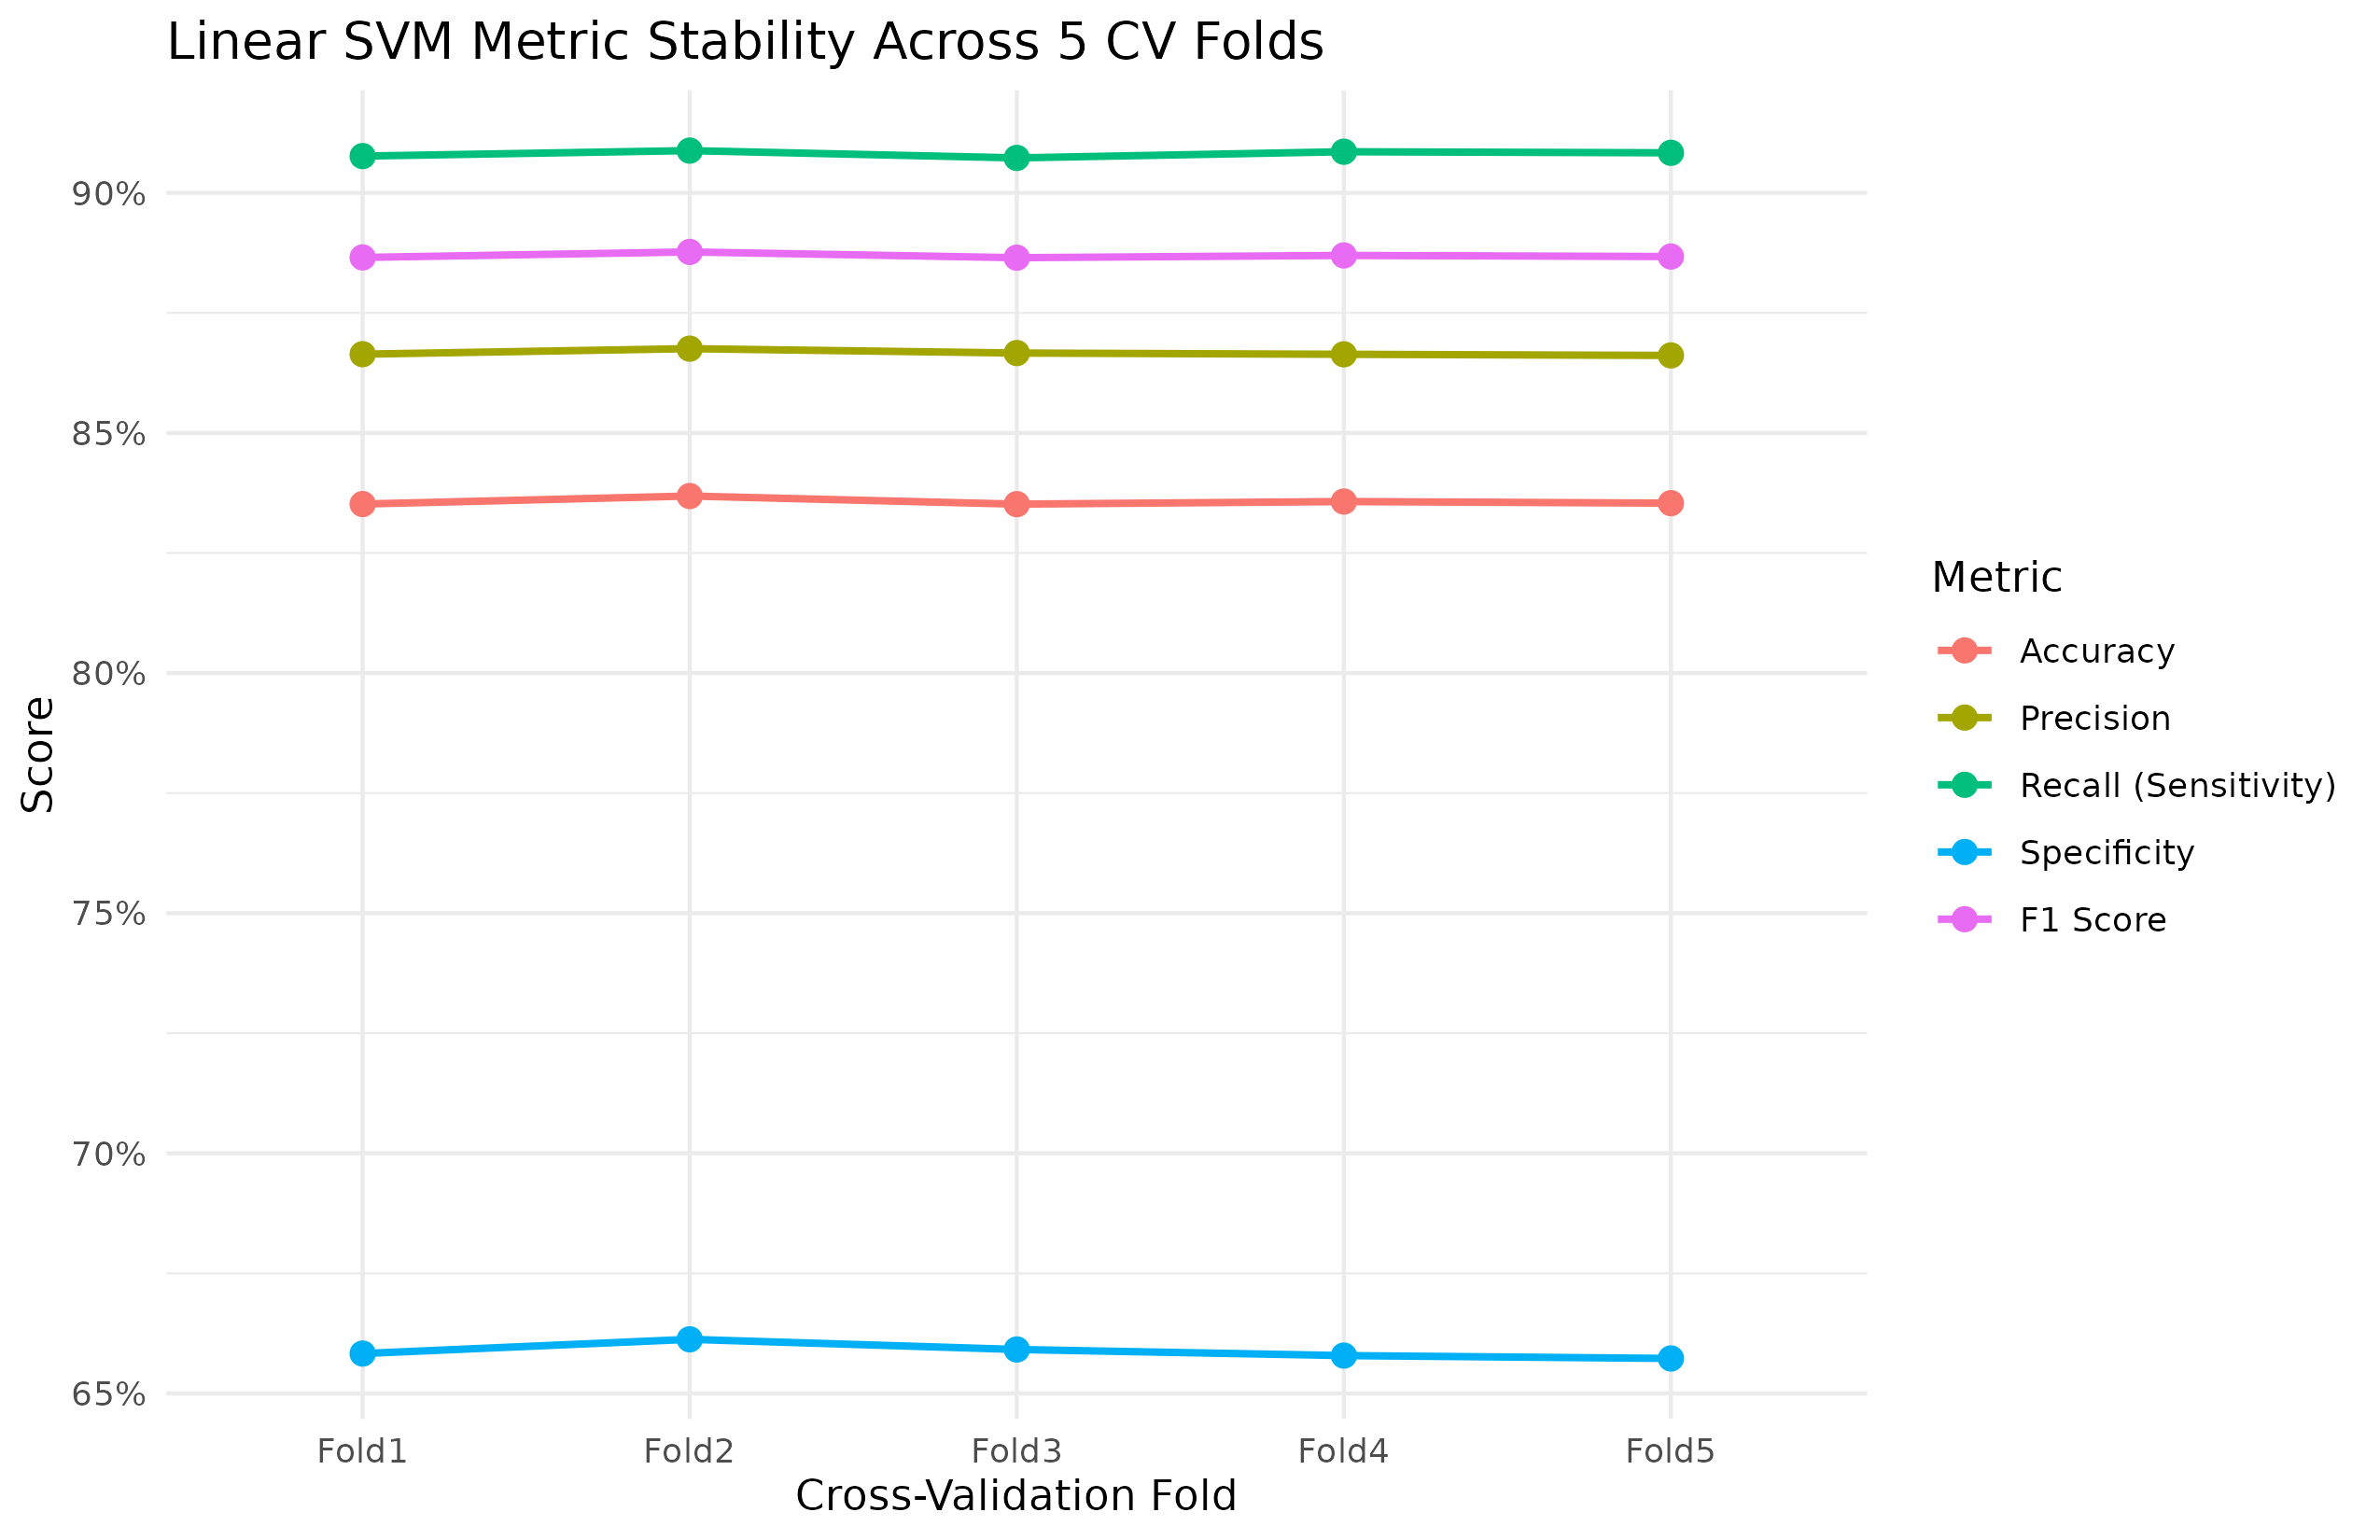 Linear SVM Metric Stability Across 5 CV Folds
90%
85%
80%
75%
70%
65%
Score
Fold1 Fold2 Fold3 Fold4 Fold5
Cross-Validation Fold
Metric
Accuracy
Precision
Recall (Sensitivity)
Specificity
F1 Score